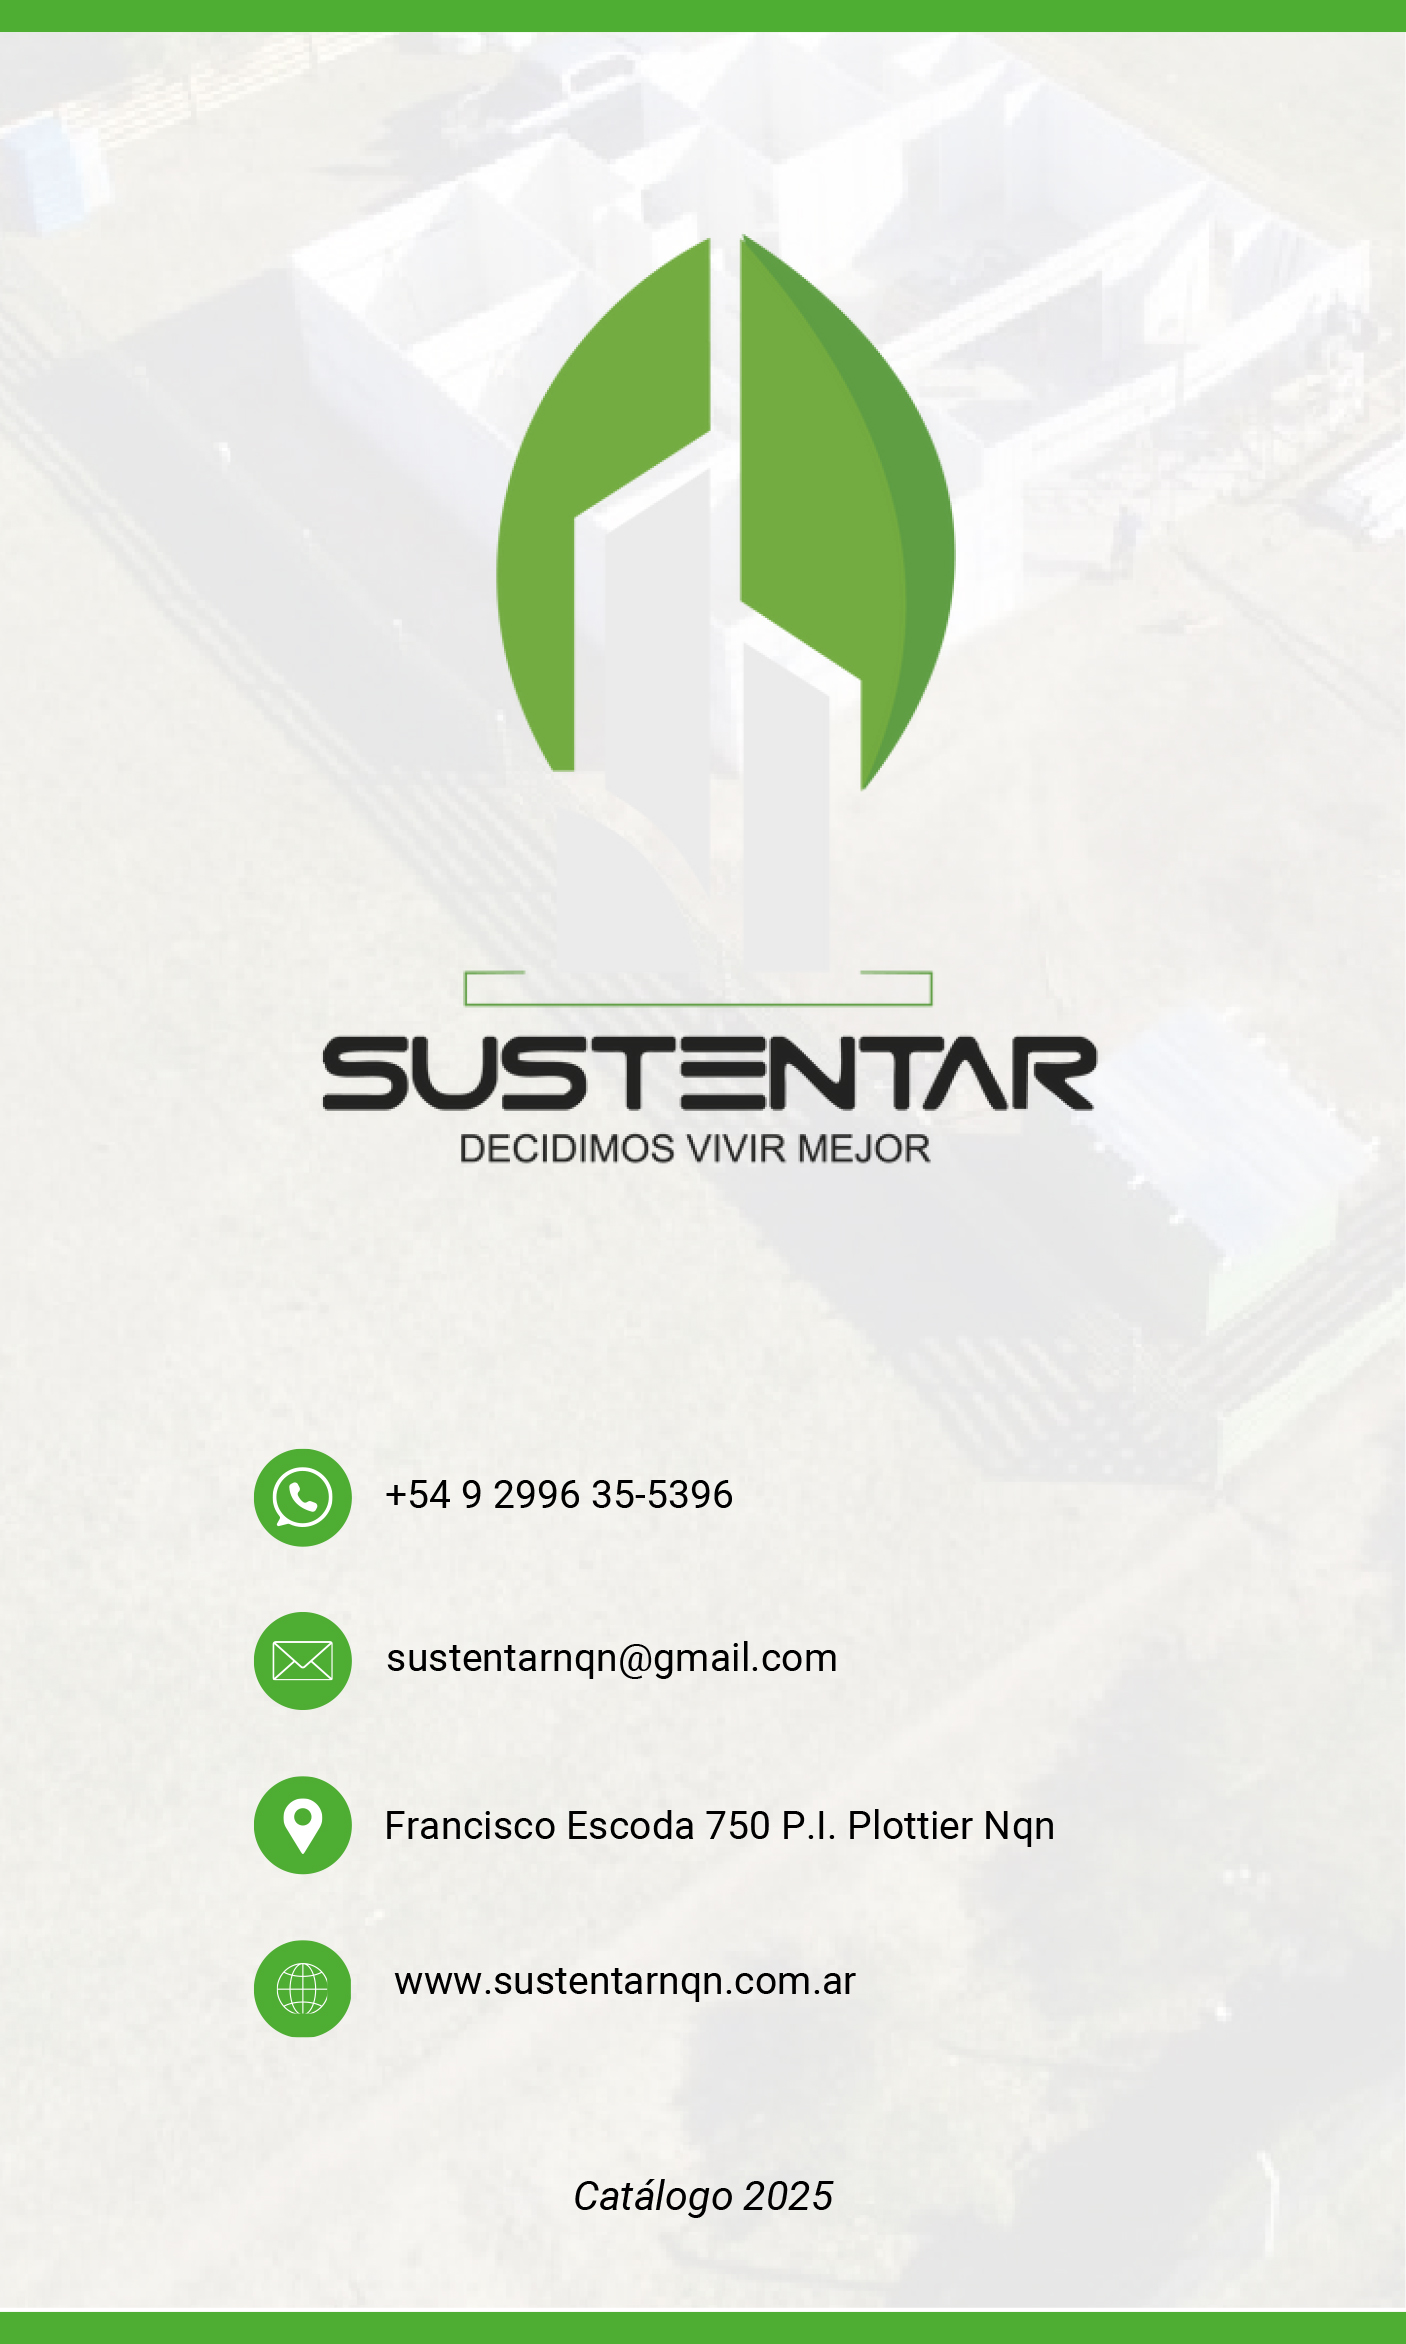 SUSTENTAR
DECIDIMOS VIVIR MEJOR
+54 9 2996 35-5396
sustentarnqn@gmail.com
Francisco Escoda 750 P.I. Plottier Nqn
www.sustentarnqn.com.ar
Catálogo 2025